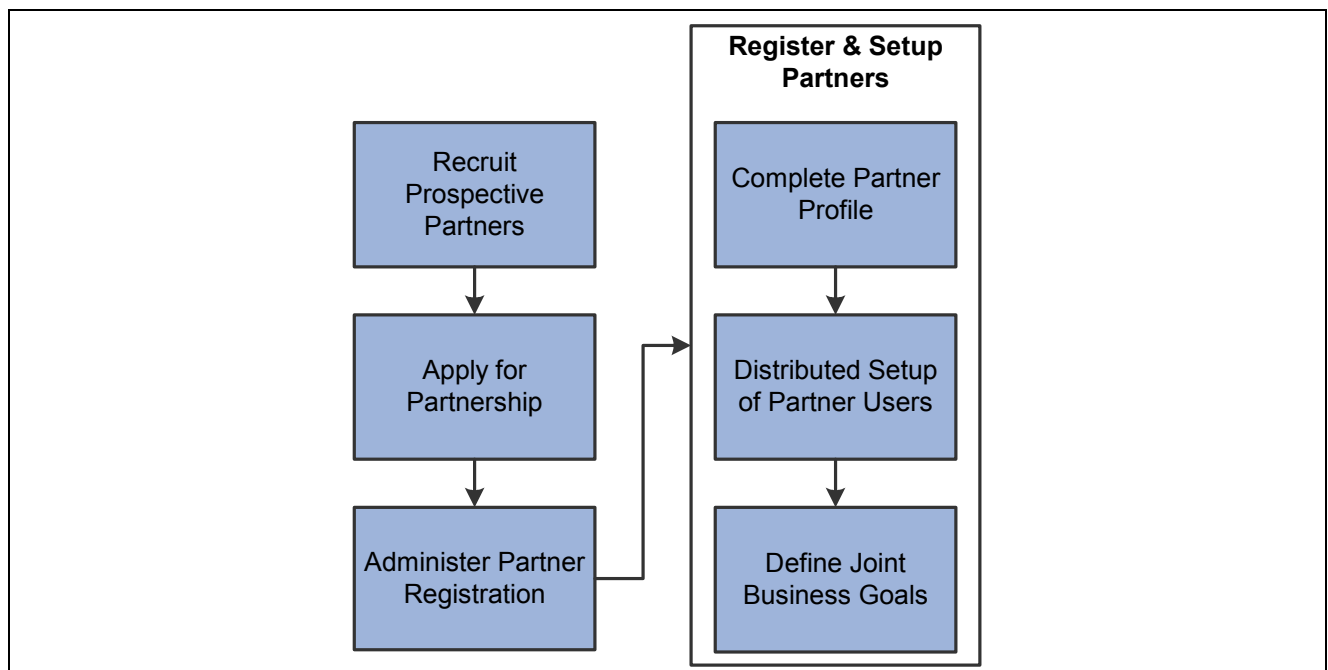 Recruit
Prospective
Partners
Apply for
Partnership
Administer Partner
Registration
Register & Setup
Partners
Complete Partner
Profile
Distributed Setup
of Partner Users
Define Joint
Business Goals